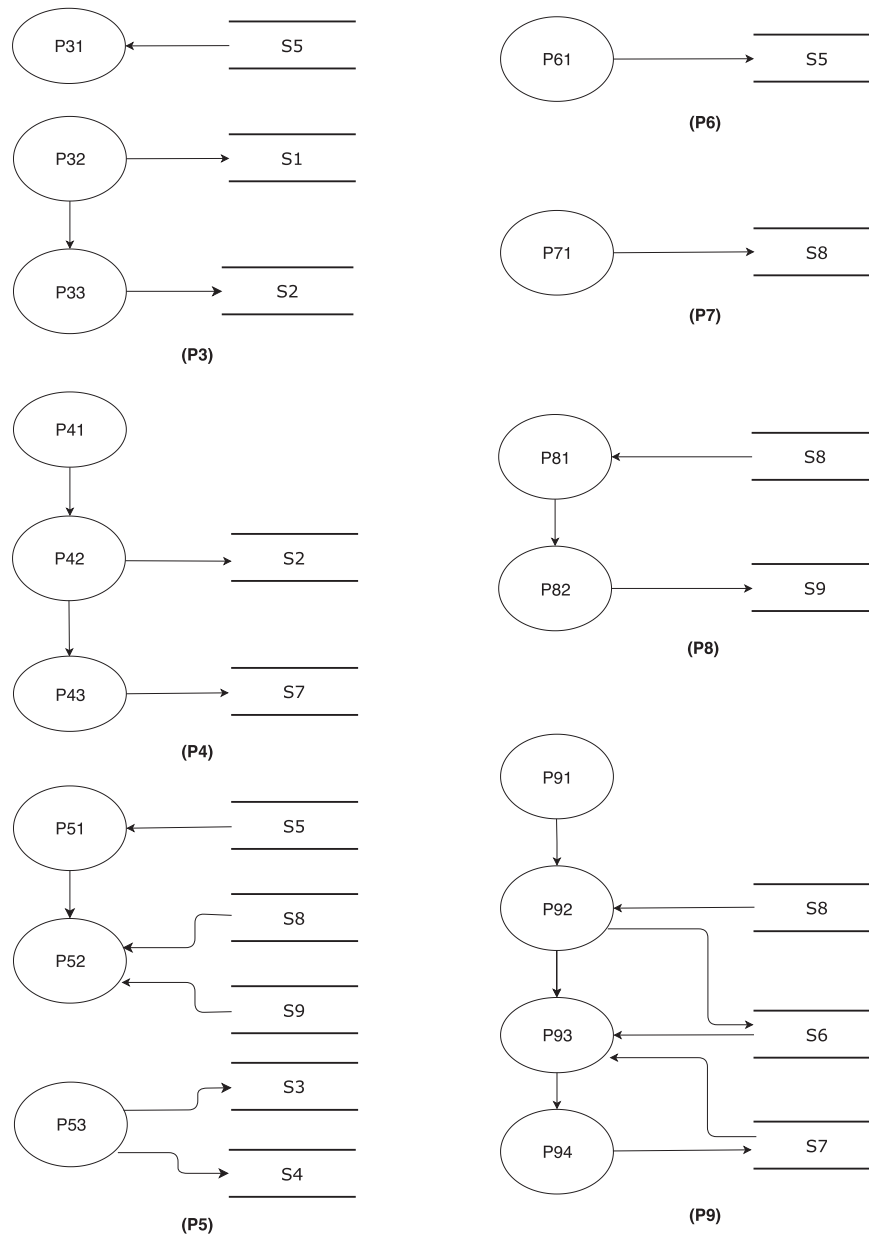 P31
S5
P32
S1
P33
S2
(P3)
P41
P42
S2
P43
S7
(P4)
P51
S5
S8
P52
S9
S3
P53
S4
(P5)
P61
S5
(P6)
P71
S8
(P7)
P81
S8
P82
S9
(P8)
P91
P92
S8
P93
S6
P94
S7
(P9)